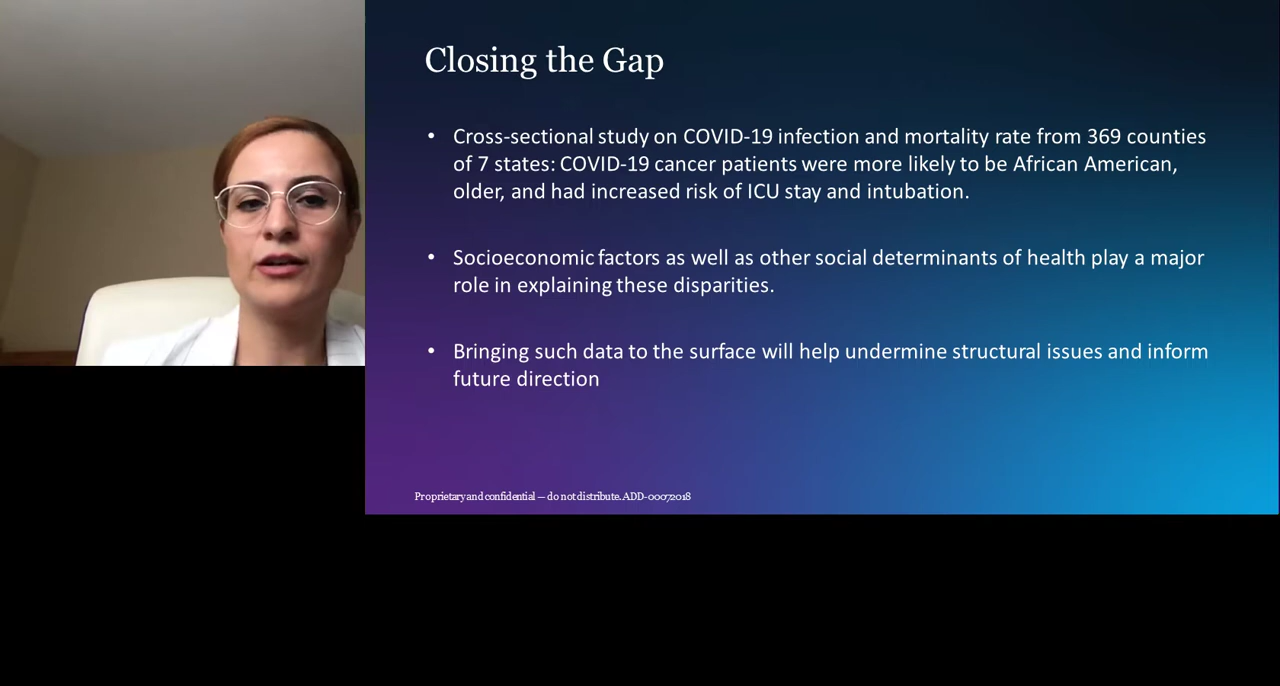 Closing the Gap
• Cross-sectional study on COVID-19 infection and mortality rate from 369 counties
of 7 states: COVID-19 cancer patients were more likely to be African American,
older, and had increased risk of ICU stay and intubation.
• Socioeconomic factors as well as other social determinants of health play a major
role in explaining these disparities.
• Bringing such data to the surface will help undermine structural issues and inform
future direction
Proprietary and confidential — do not distribute. ADD-00072018